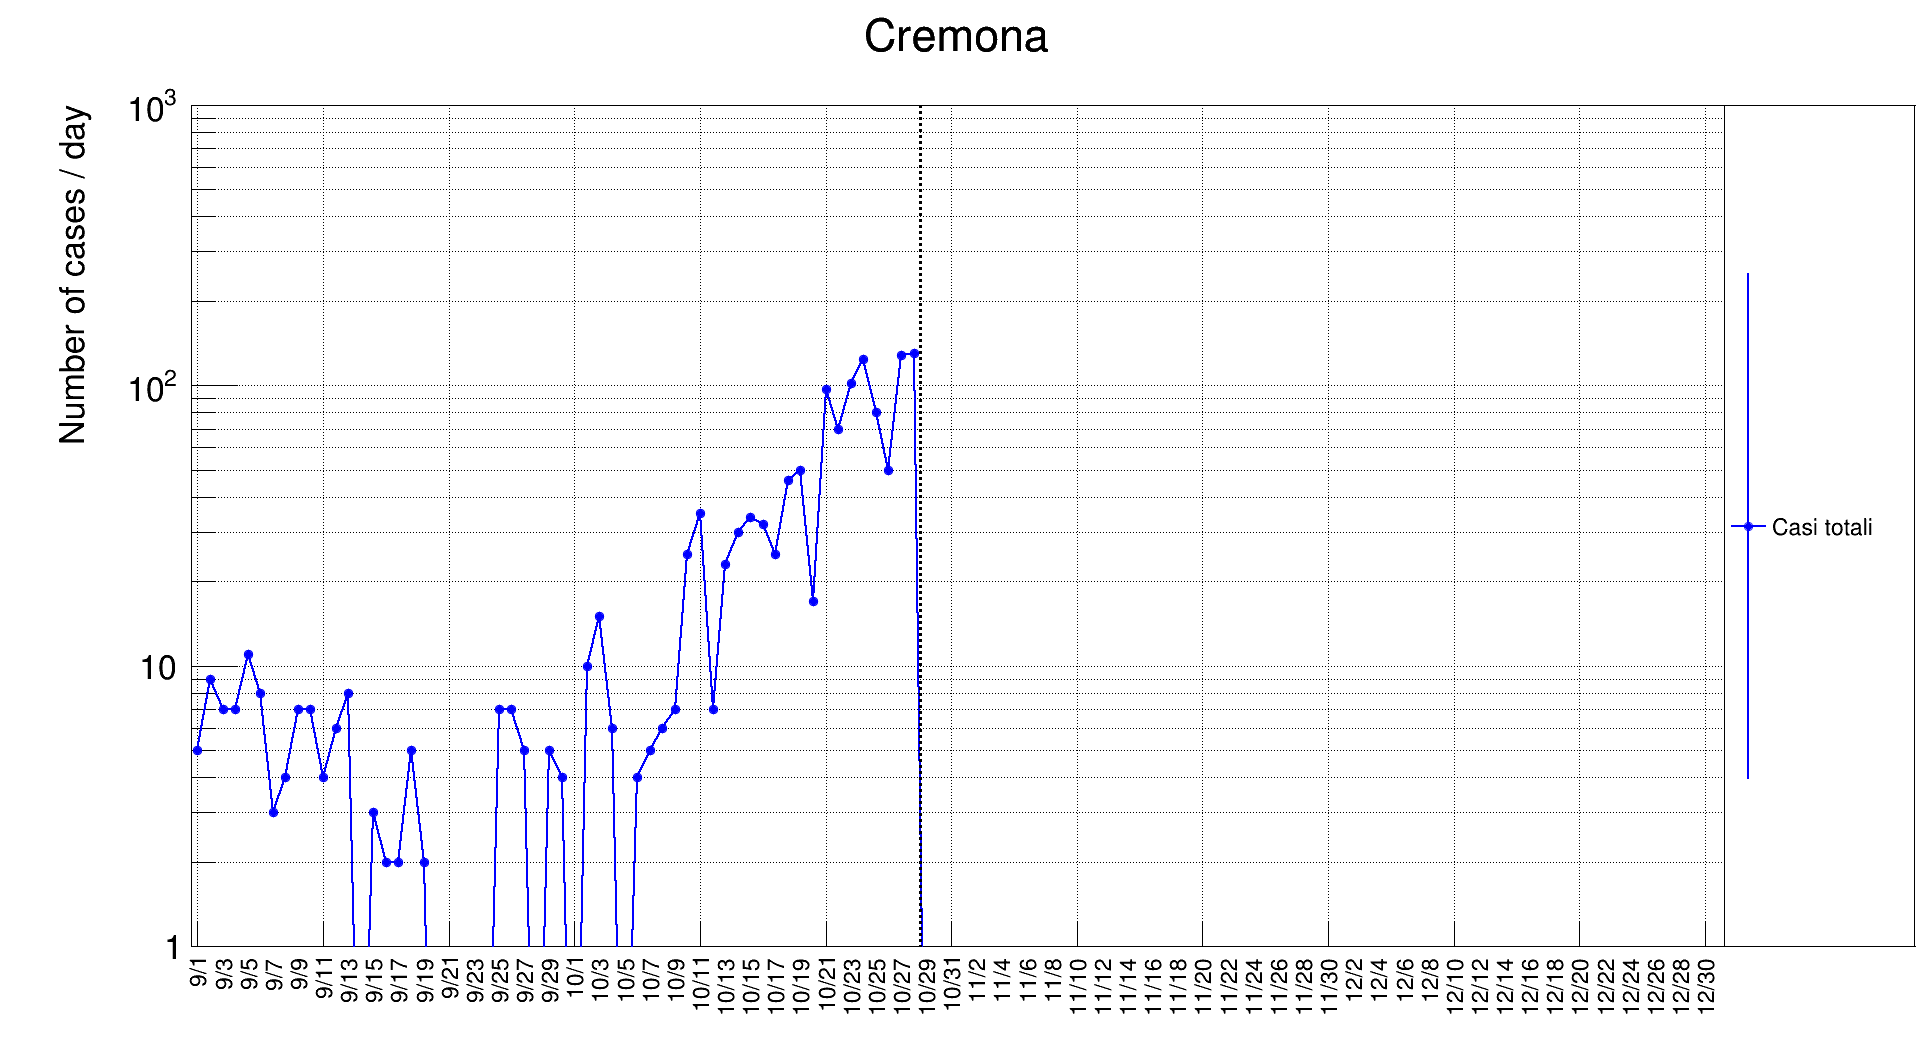 Cremona
Number of cases / day
10³
10²
10
1
9/1 9/3 9/5 9/7 9/9 9/11 9/13 9/15 9/17 9/19 9/21 9/23 9/25 9/27 9/29 10/1 10/3 10/5 10/7 10/9 10/11 10/13 10/15 10/17 10/19 10/21 10/23 10/25 10/27 10/29 10/31 11/2 11/4 11/6 11/8 11/10 11/12 11/14 11/16 11/18 11/20 11/22 11/24 11/26 11/28 11/30 12/2 12/4 12/6 12/8 12/10 12/12 12/14 12/16 12/18 12/20 12/22 12/24 12/26 12/28 12/30
Casi totali